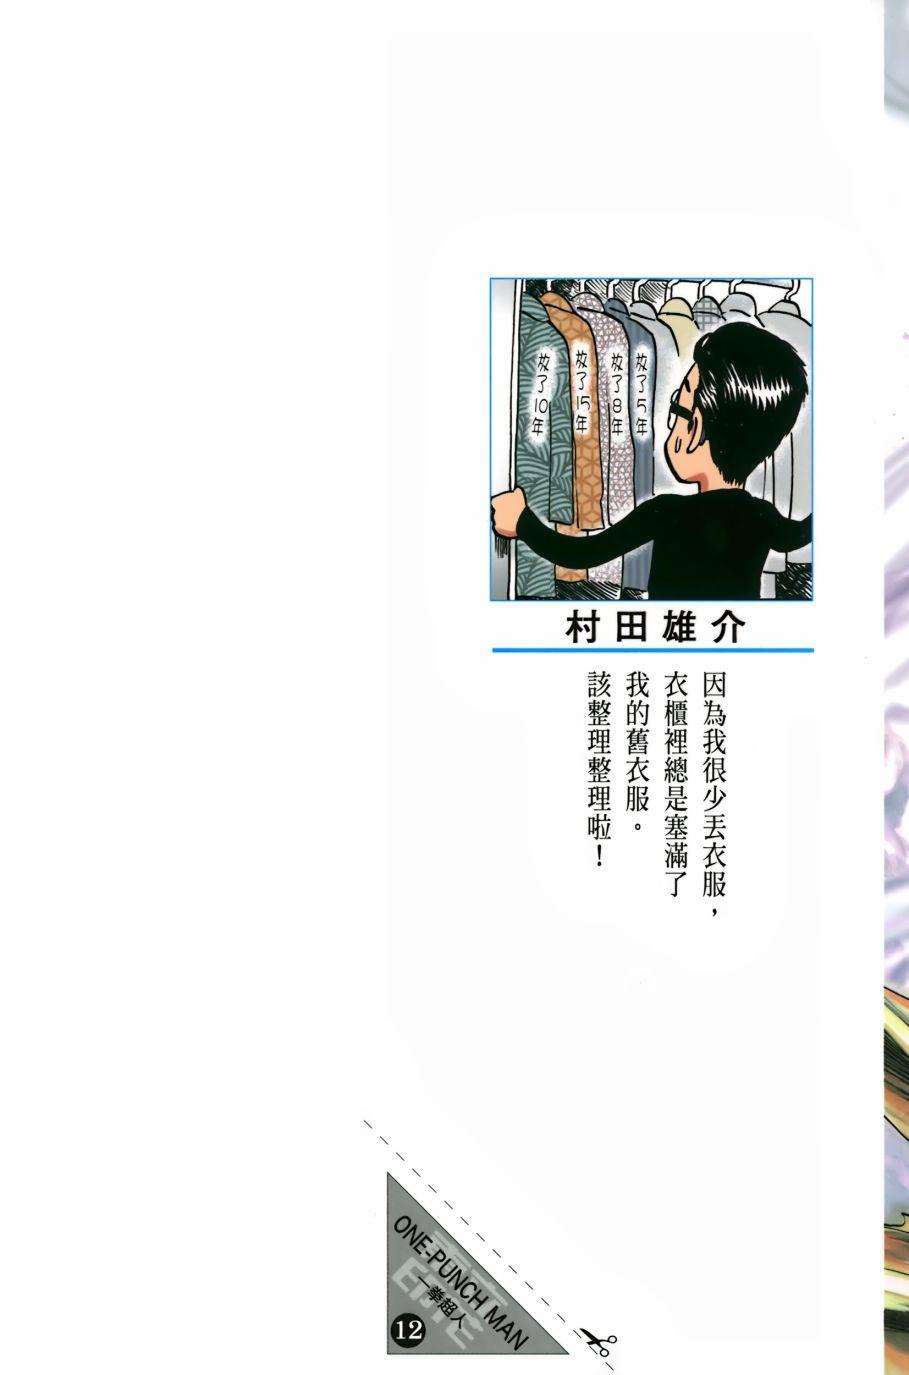 放了5年
放了8年
放了15年
放了10年
村田雄介
因為我很少丟衣服，
衣櫃裡總是塞滿了
我的舊衣服。
該整理整理啦！
ONE-PUNCH MAN
一拳超人
12